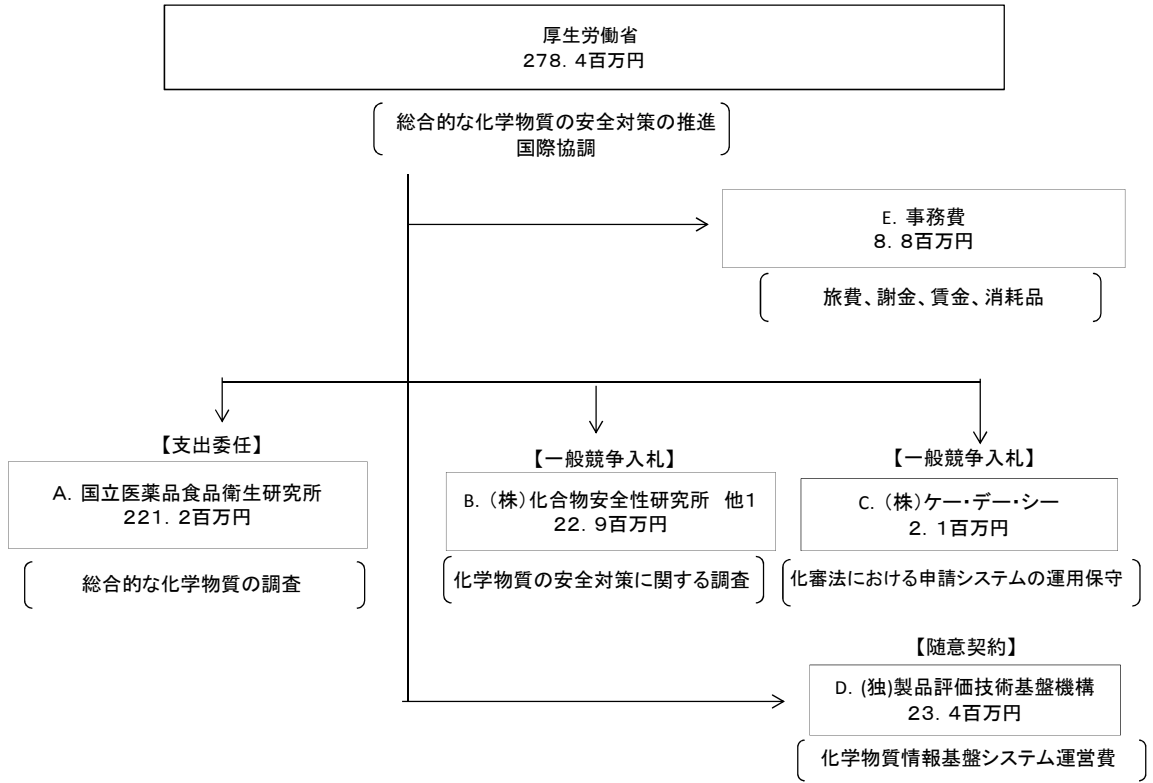 厚生労働省
278．4百万円
総合的な化学物質の安全対策の推進
国際協調
E．事務費
8．8百万円
旅費、謝金、賃金、消耗品
【支出委任】
A．国立医薬品食品衛生研究所
221．2百万円
総合的な化学物質の調査
【一般競争入札】
B．（株）化合物安全性研究所　他1
22．9百万円
化学物質の安全対策に関する調査
【一般競争入札】
C．（株）ケー・デー・シー
2．1百万円
化審法における申請システムの運用保守
【随意契約】
D．(独)製品評価技術基盤機構
23．4百万円
化学物質情報基盤システム運営費